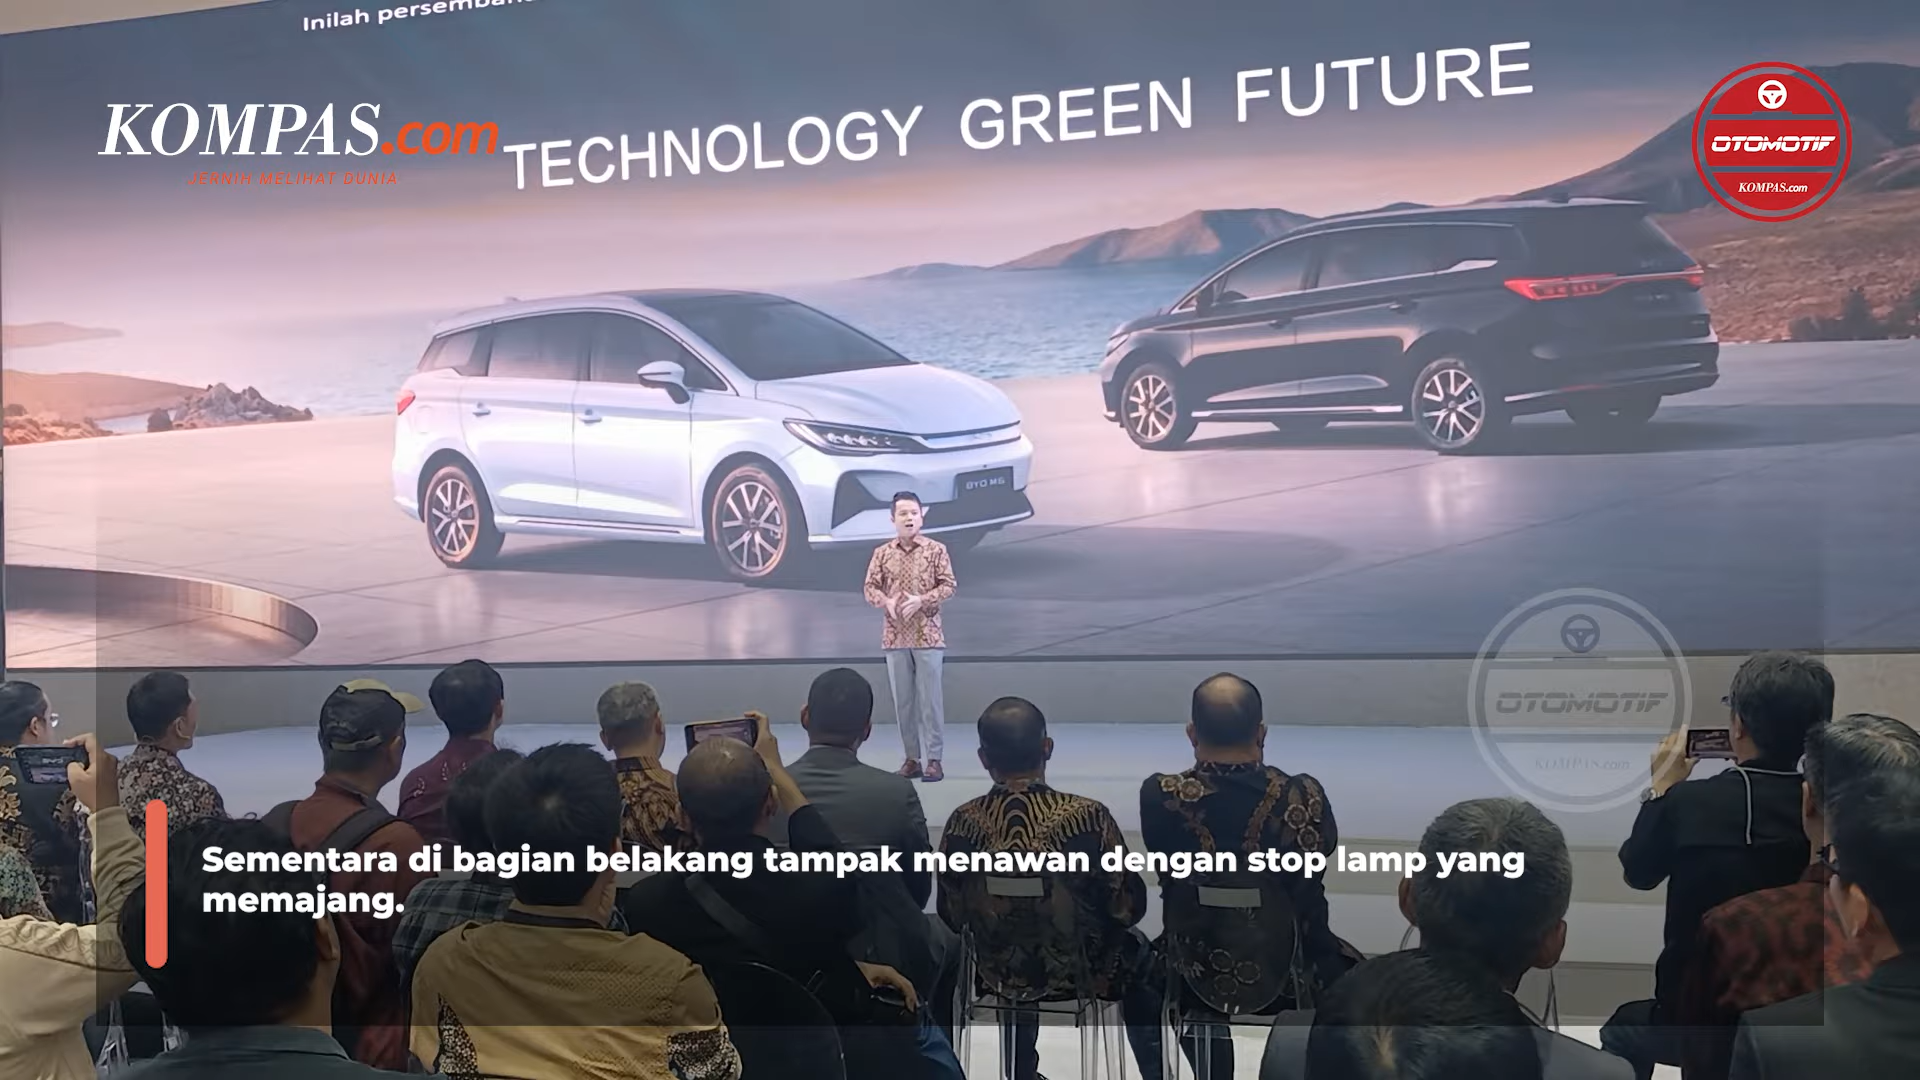 Inilah persembaha
TECHNOLOGY GREEN FUTURE
KOMPAS.com
JERNIH MELIHAT DUNIA
OTOMOTIF
KOMPAS.com
BYD M6
OTOMOTIF
KOMPAS.com
Sementara di bagian belakang tampak menawan dengan stop lamp yang
memajang.